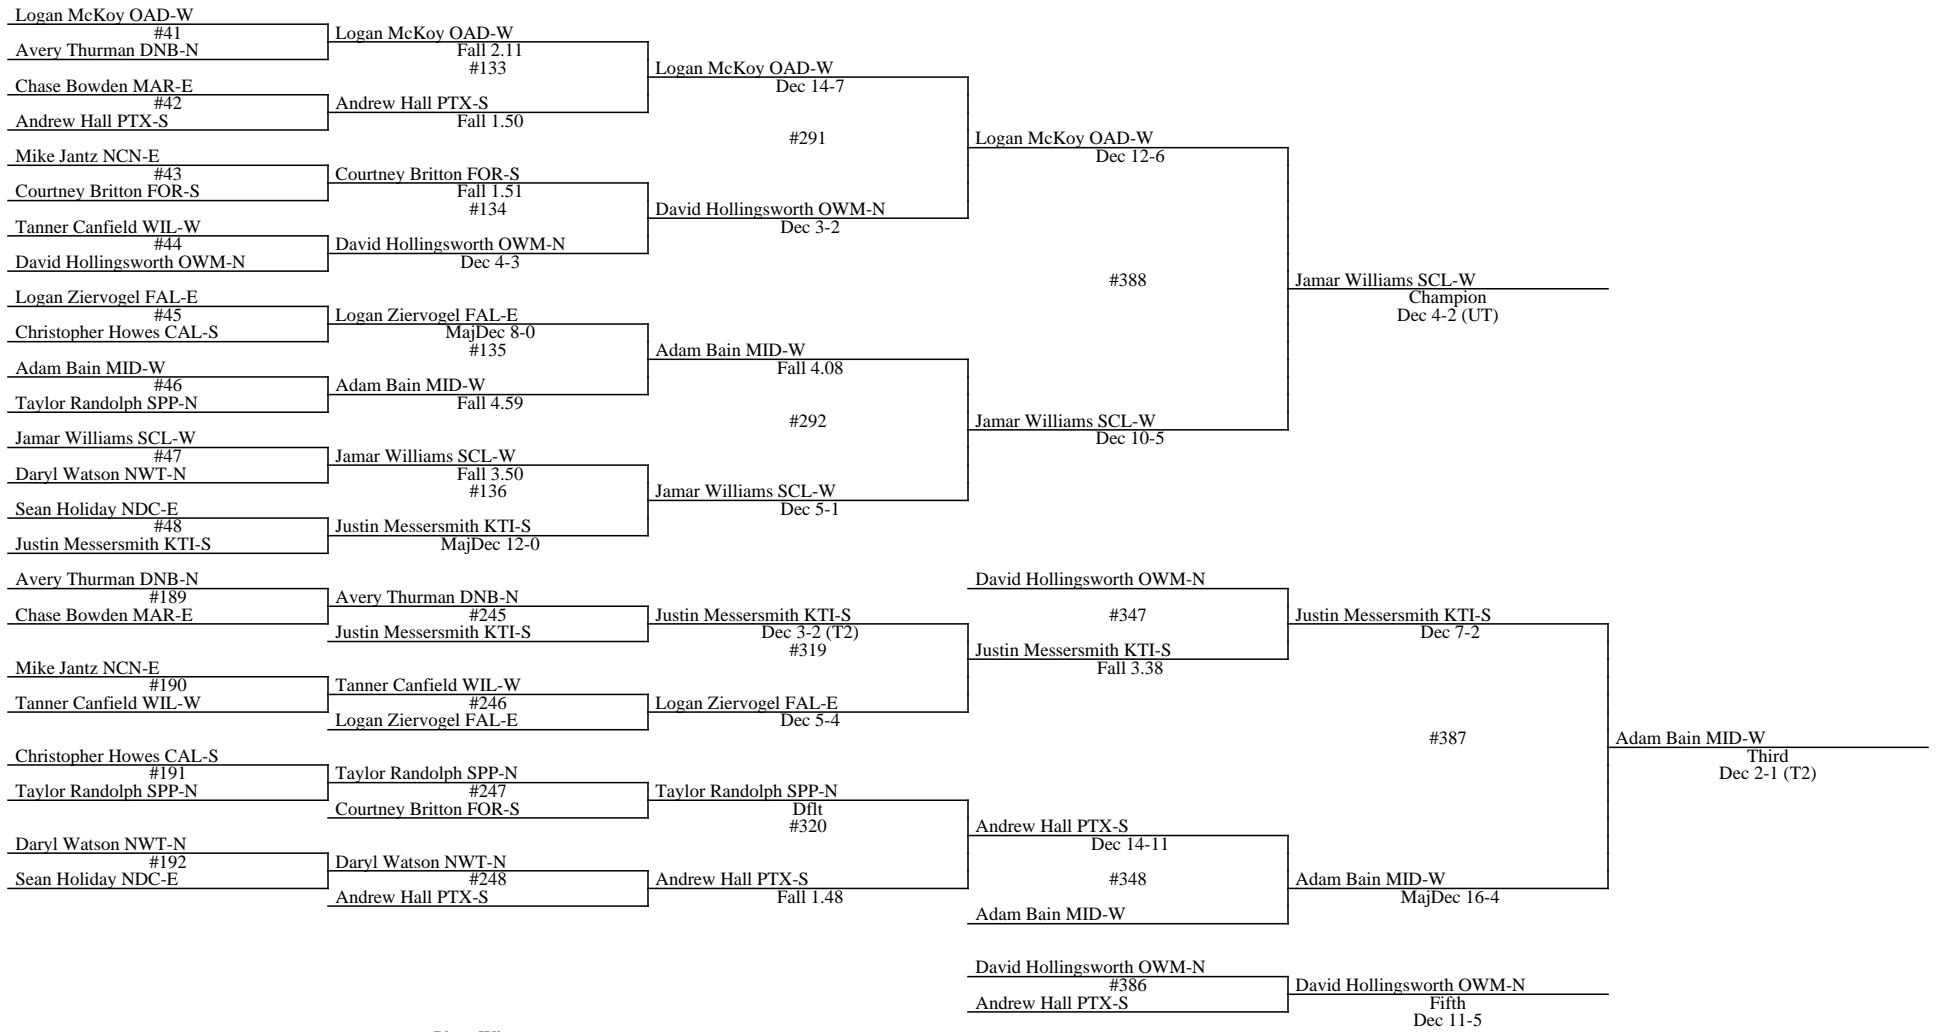 Logan McKoy OAD-W
#41
Avery Thurman DNB-N
Chase Bowden MAR-E
#42
Andrew Hall PTX-S
Mike Jantz NCN-E
#43
Courtney Britton FOR-S
Tanner Canfield WIL-W
#44
David Hollingsworth OWM-N
Logan Ziervogel FAL-E
#45
Christopher Howes CAL-S
Adam Bain MID-W
#46
Taylor Randolph SPP-N
Jamar Williams SCL-W
#47
Daryl Watson NWT-N
Sean Holiday NDC-E
#48
Justin Messersmith KTI-S
Logan McKoy OAD-W
Fall 2.11
#133
Andrew Hall PTX-S
Fall 1.50
Courtney Britton FOR-S
Fall 1.51
#134
David Hollingsworth OWM-N
Dec 4-3
Logan Ziervogel FAL-E
MajDec 8-0
#135
Adam Bain MID-W
Fall 4.59
Jamar Williams SCL-W
Fall 3.50
#136
Justin Messersmith KTI-S
MajDec 12-0
Logan McKoy OAD-W
Dec 14-7
#291
David Hollingsworth OWM-N
Dec 3-2
Adam Bain MID-W
Fall 4.08
#292
Jamar Williams SCL-W
Dec 5-1
Logan McKoy OAD-W
Dec 12-6
#388
Jamar Williams SCL-W
Dec 10-5
Jamar Williams SCL-W
Champion
Dec 4-2 (UT)
Avery Thurman DNB-N
#189
Chase Bowden MAR-E
Mike Jantz NCN-E
#190
Tanner Canfield WIL-W
Christopher Howes CAL-S
#191
Taylor Randolph SPP-N
Daryl Watson NWT-N
#192
Sean Holiday NDC-E
Avery Thurman DNB-N
#245
Justin Messersmith KTI-S
Tanner Canfield WIL-W
#246
Logan Ziervogel FAL-E
Taylor Randolph SPP-N
#247
Courtney Britton FOR-S
Daryl Watson NWT-N
#248
Andrew Hall PTX-S
Justin Messersmith KTI-S
Dec 3-2 (T2)
#319
Logan Ziervogel FAL-E
Dec 5-4
Taylor Randolph SPP-N
Dflt
#320
Andrew Hall PTX-S
Fall 1.48
David Hollingsworth OWM-N
#347
Justin Messersmith KTI-S
Fall 3.38
Andrew Hall PTX-S
Dec 14-11
#348
Adam Bain MID-W
Justin Messersmith KTI-S
Dec 7-2
#387
Adam Bain MID-W
MajDec 16-4
Adam Bain MID-W
Third
Dec 2-1 (T2)
David Hollingsworth OWM-N
#386
Andrew Hall PTX-S
David Hollingsworth OWM-N
Fifth
Dec 11-5